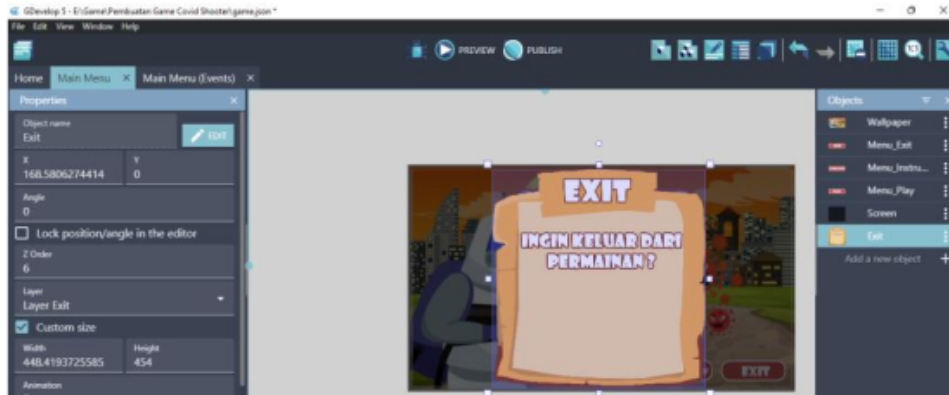 GDevelop 5 - E:\Game\Pembuatan Game Covid Shooter\game.json *
File Edit View Window Help
PREVIEW PUBLISH
Home Main Menu × Main Menu (Events) ×
Properties ×
Object name
Exit
EDIT
X Y
168.5806274414 0
Angle
0
Lock position/angle in the editor
Z Order
6
Layer
Layer Exit
Custom size
Width Height
448.4193725585 454
Animation
EXIT
INGIN KELUAR DARI
PERMAINAN ?
EXIT
Objects
Wallpaper
Menu_Exit
Menu_Instru...
Menu_Play
Screen
Exit
Add a new object +